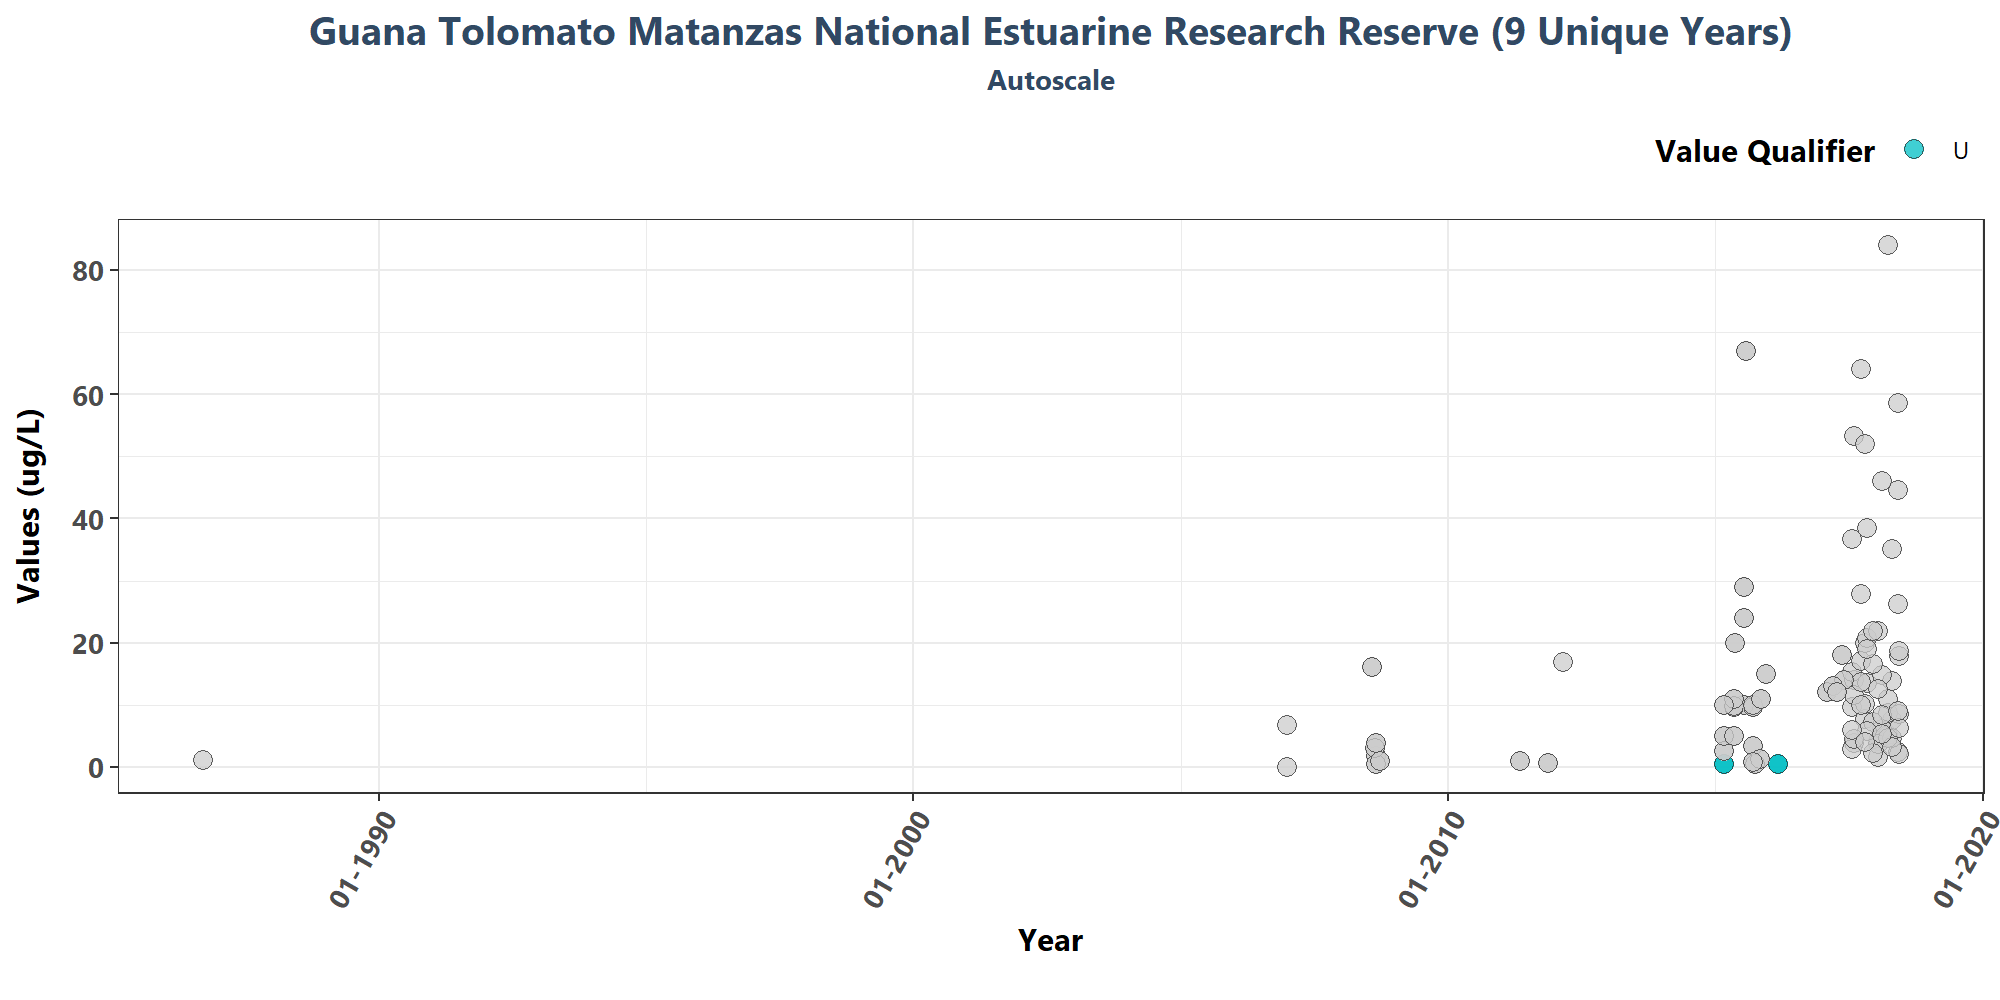 Guana Tolomato Matanzas National Estuarine Research Reserve (9 Unique Years)
Autoscale
Value Qualifier U
Values (ug/L)
80
60
40
20
0
01-1990
01-2000
01-2010
01-2020
Year